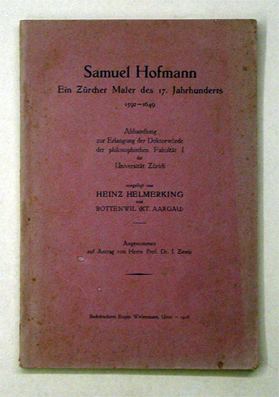 Samuel Hofmann
Ein Zürcher Maler des 17. Jahrhunderts
1592–1649
Abhandlung
zur Erlangung der Doktorwürde
der philosophischen Fakultät I
der
Universität Zürich
vorgelegt von
HEINZ HELMERKING
von
BOTTENWIL (KT. AARGAU)
Angenommen
auf Antrag von Herrn Prof. Dr. J. Zemp
Buchdruckerei